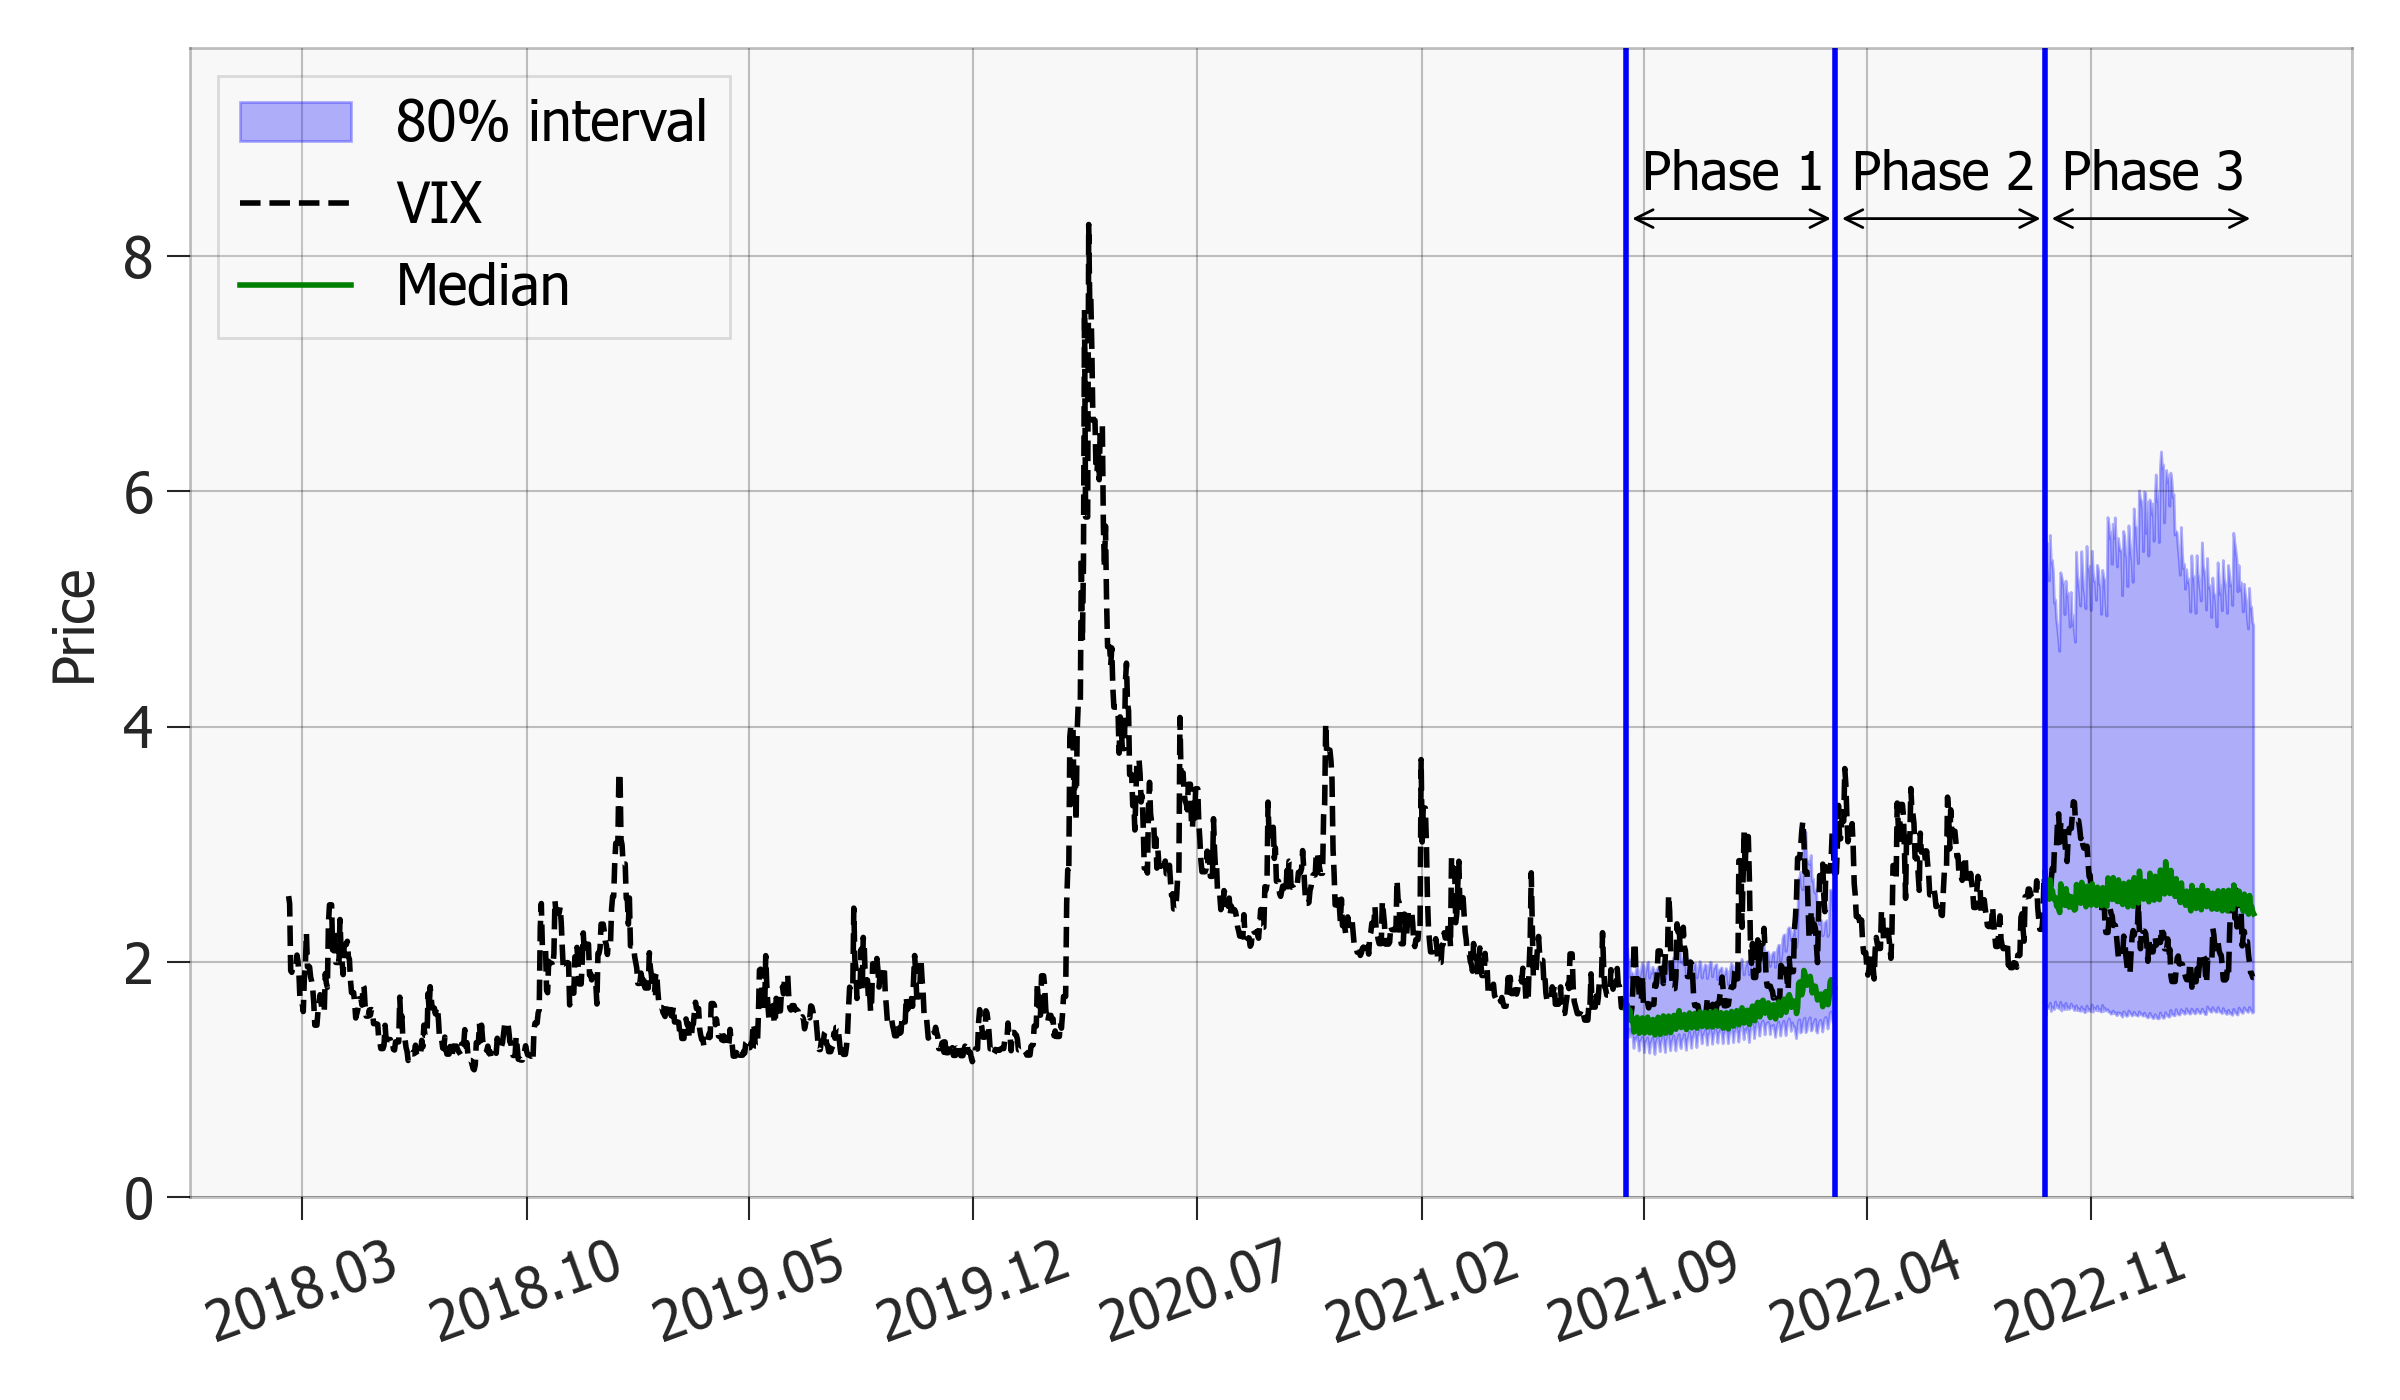 80% interval
VIX
Median
Phase 1
Phase 2
Phase 3
Price
8
6
4
2
0
2018.03
2018.10
2019.05
2019.12
2020.07
2021.02
2021.09
2022.04
2022.11